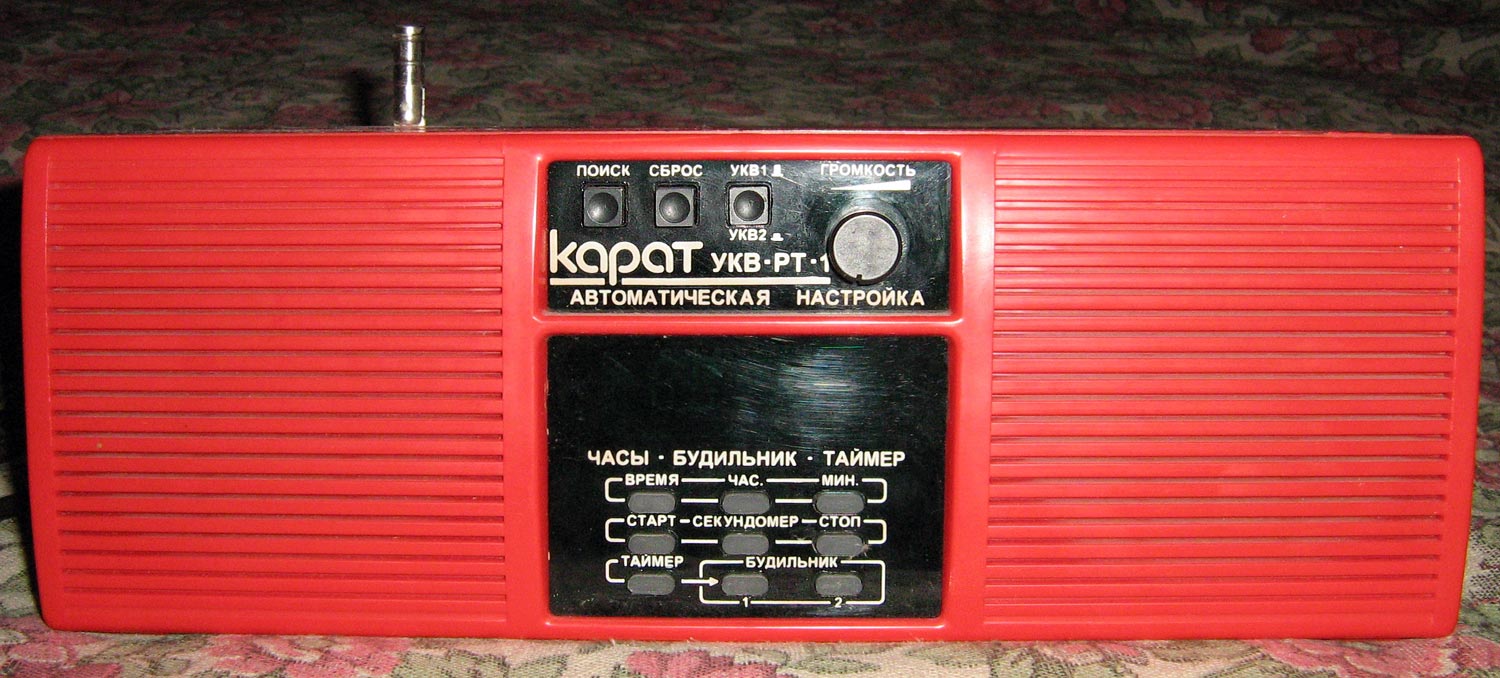 ПОИСК СБРОС УКВ1 ГРОМКОСТЬ
УКВ2
Карат УКВ·РТ·1
АВТОМАТИЧЕСКАЯ НАСТРОЙКА
ЧАСЫ · БУДИЛЬНИК · ТАЙМЕР
ВРЕМЯ ЧАС. МИН.
СТАРТ СЕКУНДОМЕР СТОП
ТАЙМЕР БУДИЛЬНИК
1 2